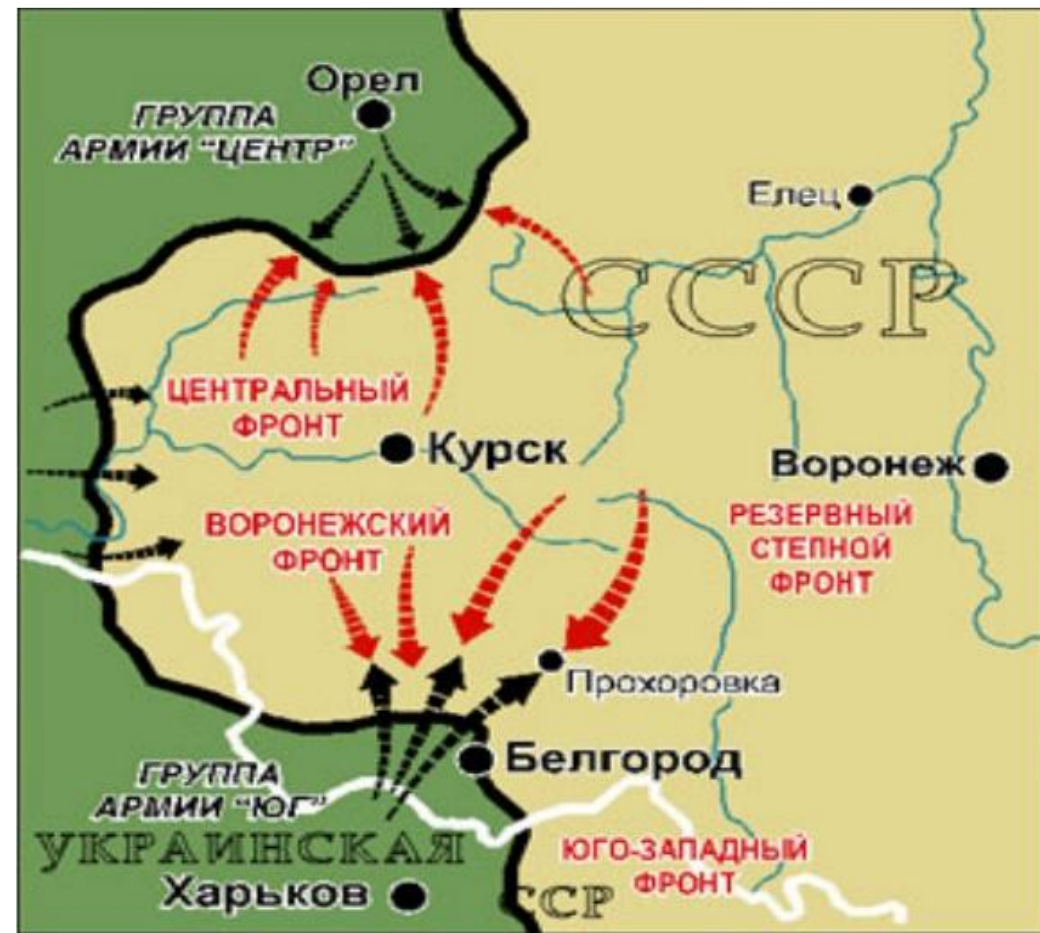 Орел
ГРУППА
АРМИИ "ЦЕНТР"
Елец
СССР
ЦЕНТРАЛЬНЫЙ
ФРОНТ
Курск
Воронеж
ВОРОНЕЖСКИЙ
ФРОНТ
РЕЗЕРВНЫЙ
СТЕПНОЙ
ФРОНТ
Прохоровка
Белгород
ГРУППА
АРМИИ "ЮГ"
УКРАИНСКАЯ
ССР
Харьков
ЮГО-ЗАПАДНЫЙ
ФРОНТ